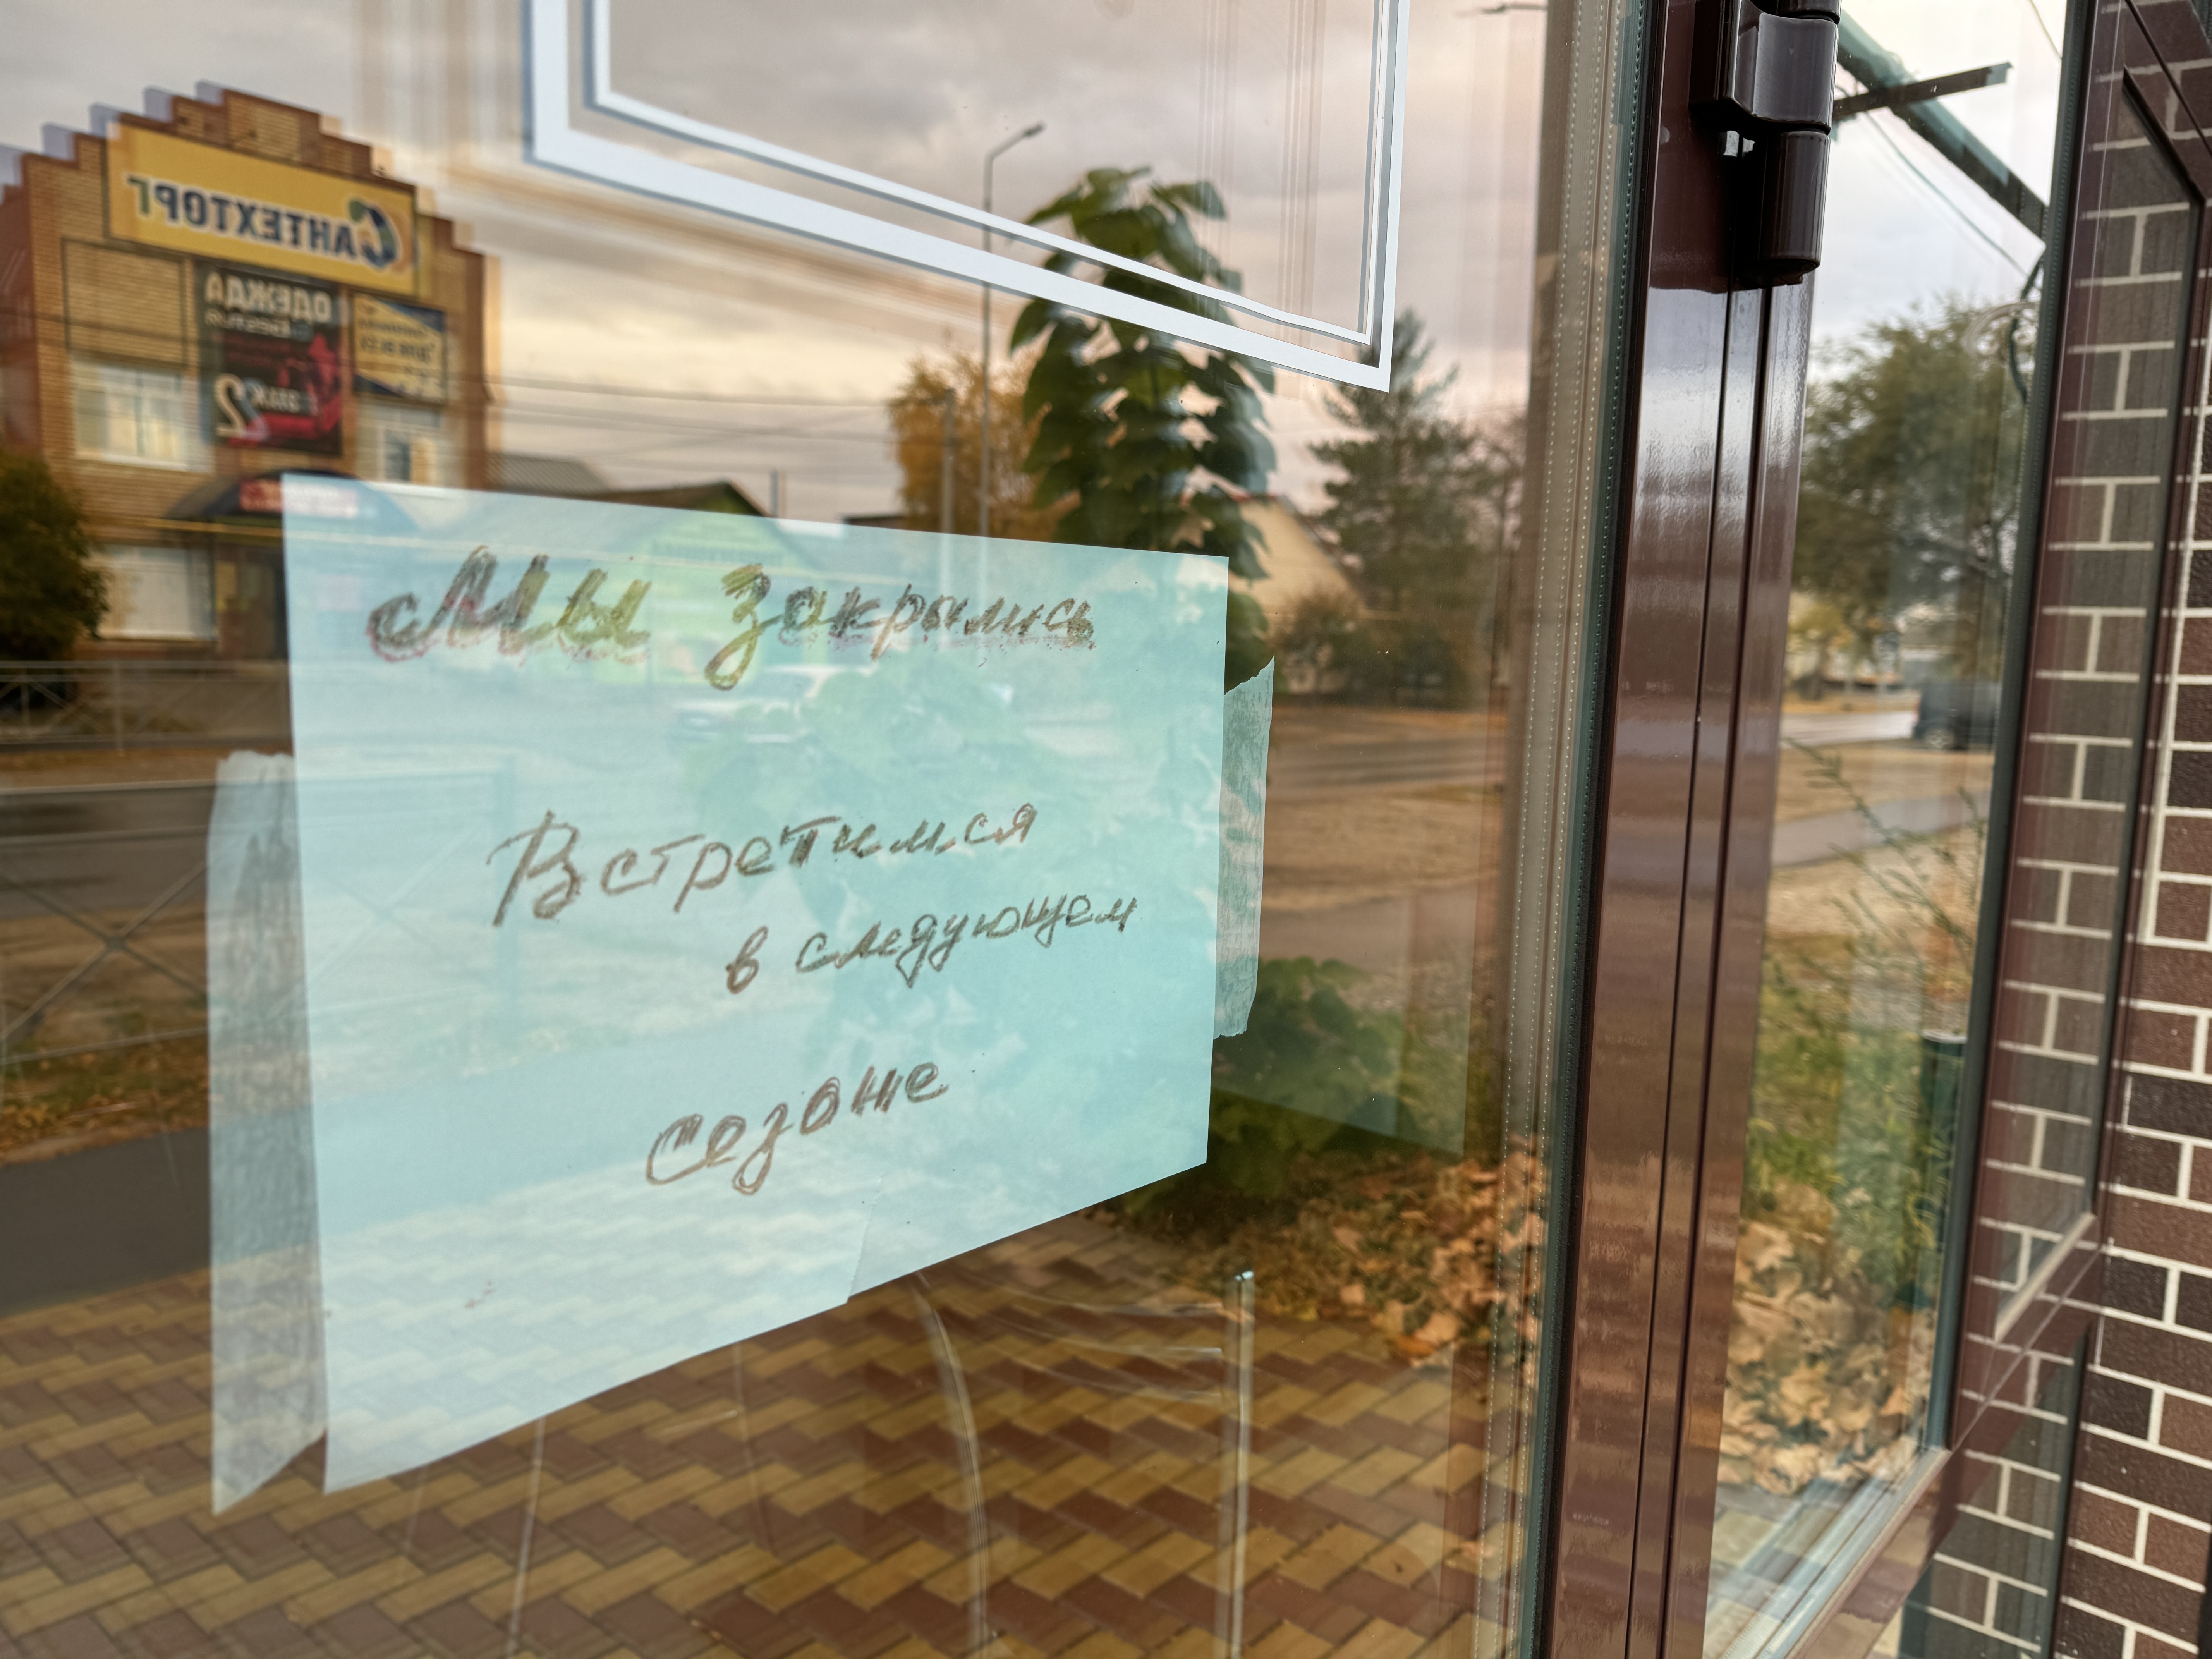 Сантехторг
ОДЕЖДА
Мы закрылись
Встретимся
в следующем
сезоне